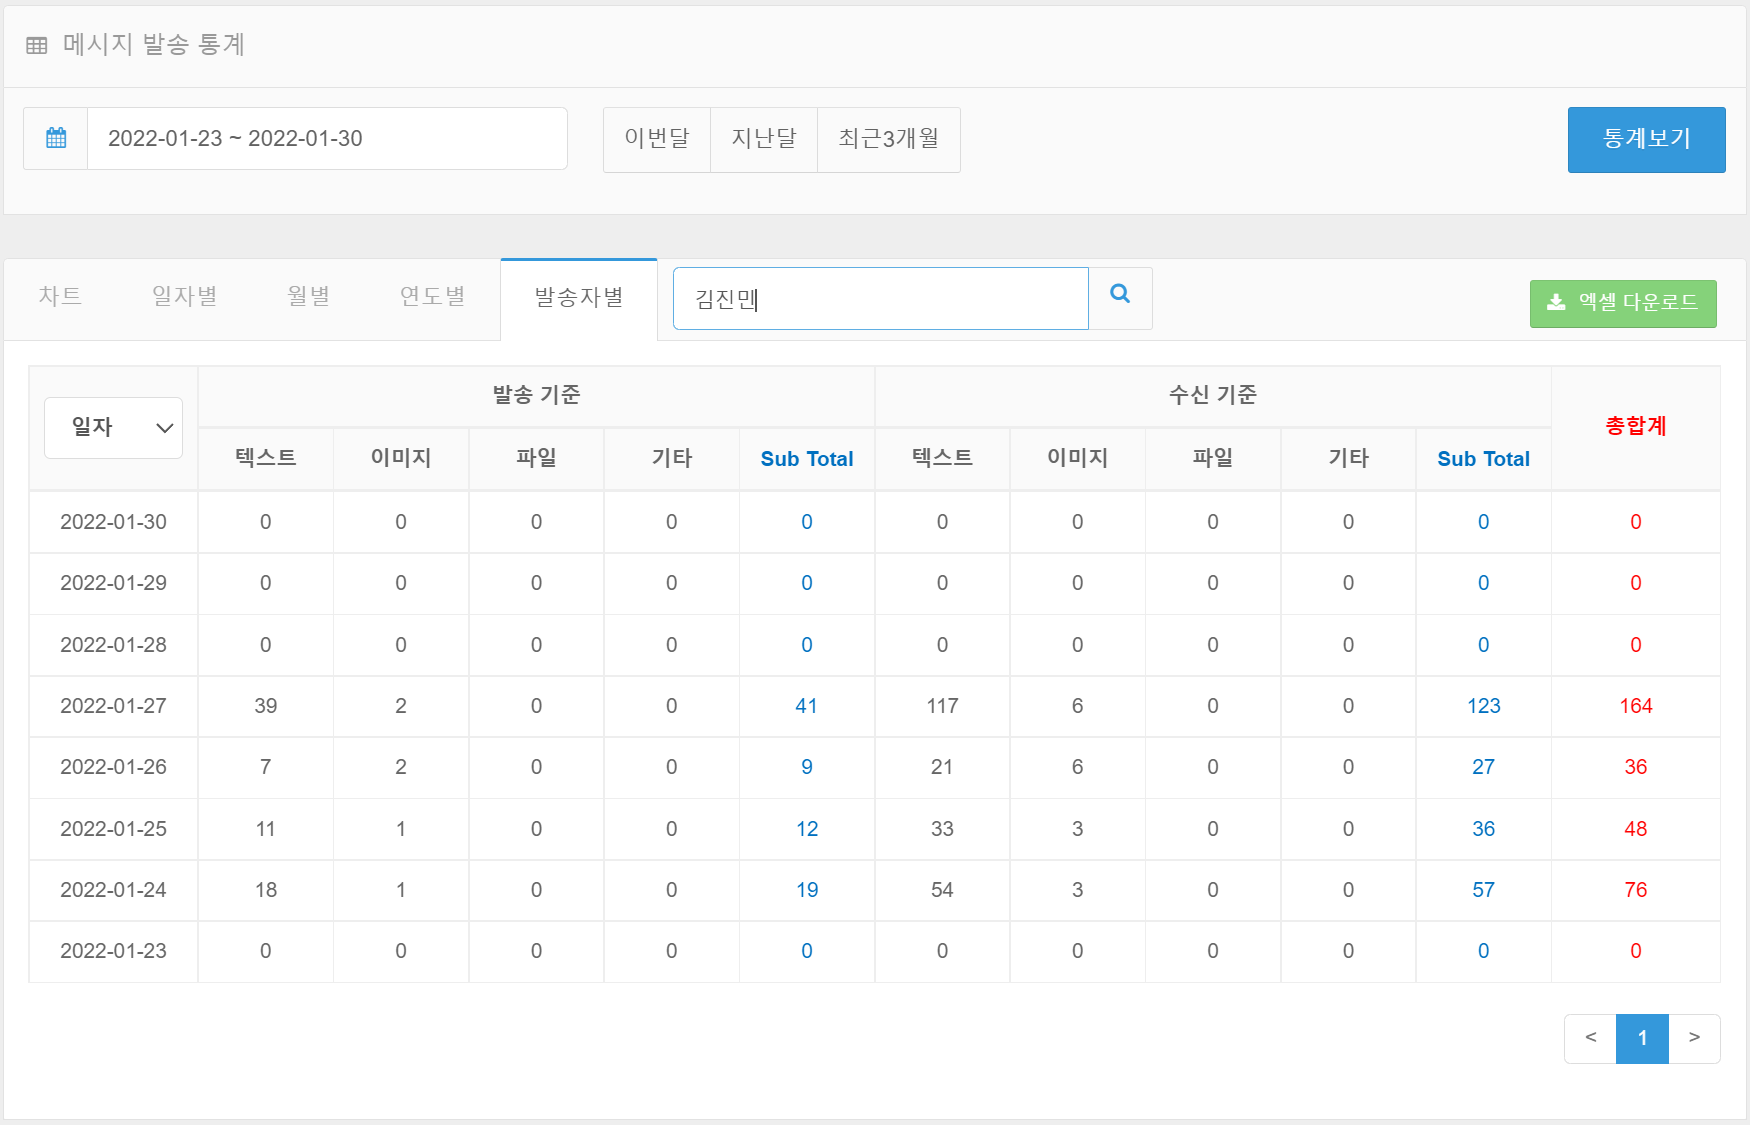 메시지 발송 통계
2022-01-23 ~ 2022-01-30 이번달 지난달 최근3개월 통계보기
차트 일자별 월별 연도별 발송자별 김진민 엑셀 다운로드
일자 발송 기준 수신 기준 총합계
텍스트 이미지 파일 기타 Sub Total 텍스트 이미지 파일 기타 Sub Total
2022-01-30 0 0 0 0 0 0 0 0 0 0 0
2022-01-29 0 0 0 0 0 0 0 0 0 0 0
2022-01-28 0 0 0 0 0 0 0 0 0 0 0
2022-01-27 39 2 0 0 41 117 6 0 0 123 164
2022-01-26 7 2 0 0 9 21 6 0 0 27 36
2022-01-25 11 1 0 0 12 33 3 0 0 36 48
2022-01-24 18 1 0 0 19 54 3 0 0 57 76
2022-01-23 0 0 0 0 0 0 0 0 0 0 0
< 1 >